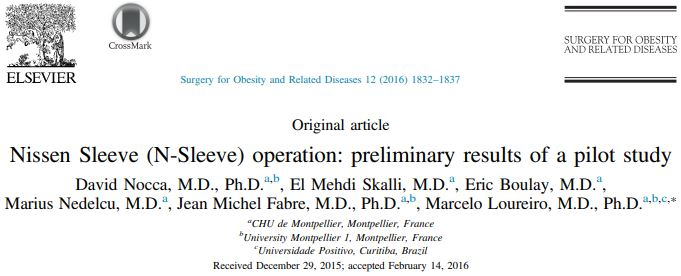 CrossMark
ELSEVIER
SURGERY FOR OBESITY
AND RELATED DISEASES
Surgery for Obesity and Related Diseases 12 (2016) 1832–1837
Original article
Nissen Sleeve (N-Sleeve) operation: preliminary results of a pilot study
David Nocca, M.D., Ph.D.a,b, El Mehdi Skalli, M.D.a, Eric Boulay, M.D.a,
Marius Nedelcu, M.D.a, Jean Michel Fabre, M.D., Ph.D.a,b, Marcelo Loureiro, M.D., Ph.D.a,b,c,*
aCHU de Montpellier, Montpellier, France
bUniversity Montpellier 1, Montpellier, France
cUniversidade Positivo, Curitiba, Brazil
Received December 29, 2015; accepted February 14, 2016